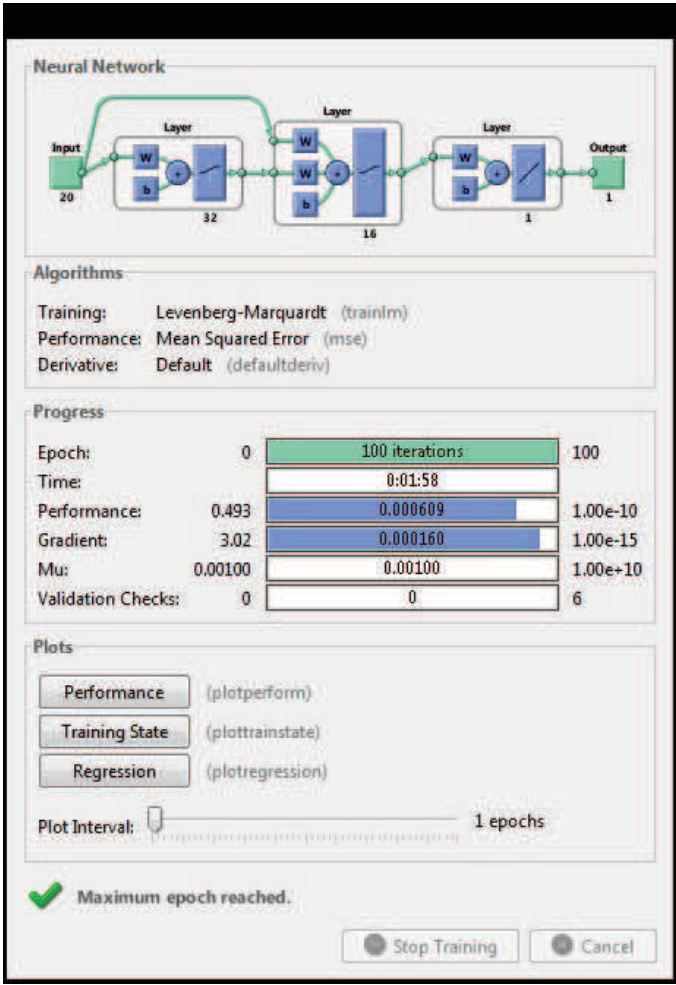 Neural Network
Layer
Layer
Layer
Input
Output
W
W
W
W
b
b
b
+
+
+
20
32
16
1
1
Algorithms
Training: Levenberg-Marquardt (trainlm)
Performance: Mean Squared Error (mse)
Derivative: Default (defaultderiv)
Progress
Epoch: 0 100 iterations 100
Time: 0:01:58
Performance: 0.493 0.000609 1.00e-10
Gradient: 3.02 0.000160 1.00e-15
Mu: 0.00100 0.00100 1.00e+10
Validation Checks: 0 0 6
Plots
Performance (plotperform)
Training State (plottrainstate)
Regression (plotregression)
Plot Interval: 1 epochs
Maximum epoch reached.
Stop Training Cancel